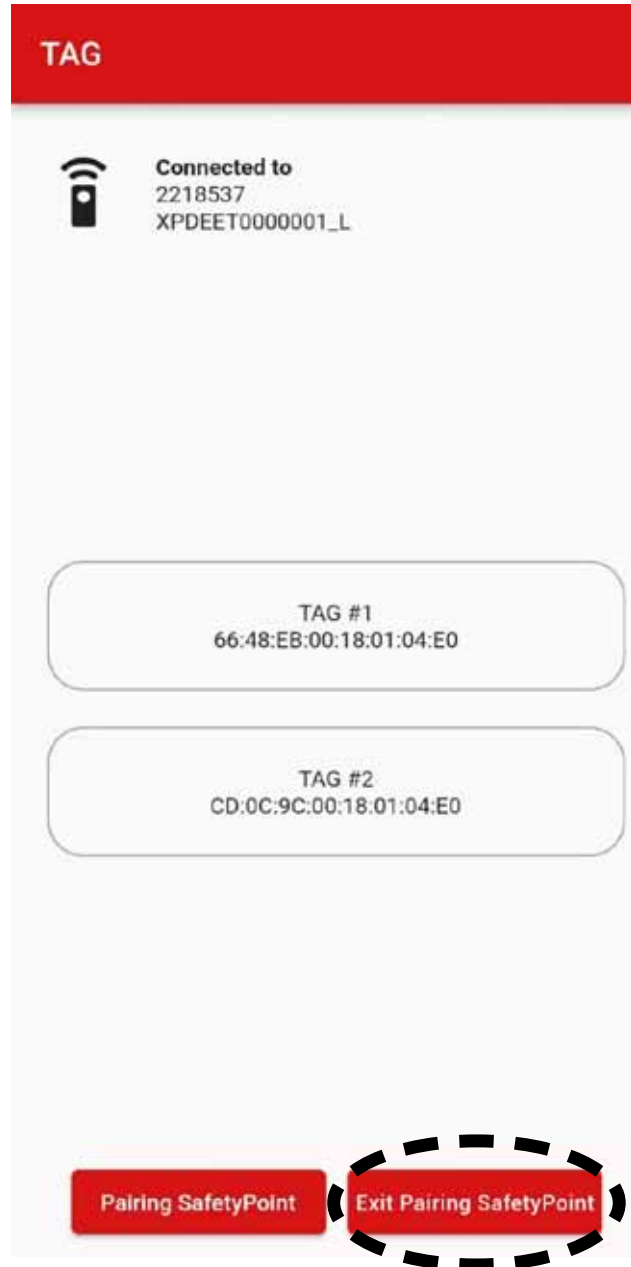 TAG
Connected to
2218537
XPDEET0000001_L
TAG #1
66:48:EB:00:18:01:04:E0
TAG #2
CD:0C:9C:00:18:01:04:E0
Pairing SafetyPoint
Exit Pairing SafetyPoint